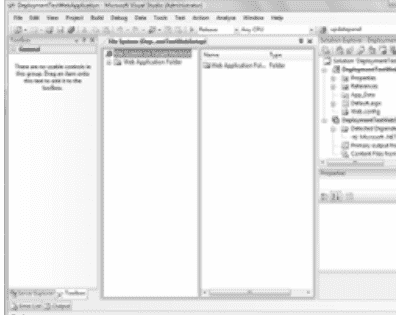 DeploymentTestWebApplication - Microsoft Visual Studio (Administrator)
File Edit View Project Build Debug Data Tools Test Action Analyze Window Help
Release Any CPU updatepanel
Toolbox
General
There are no usable controls in
this group. Drag an item onto
this text to add it to the
toolbox.
Web Application Folder
Name Type
Web Application Fol... Folder
Solution Explorer
Properties
References
App_Data
Default.aspx
Web.config
Detected Depende
Primary output fro
Content Files from
Properties
Server Explorer Toolbox
Error List Output